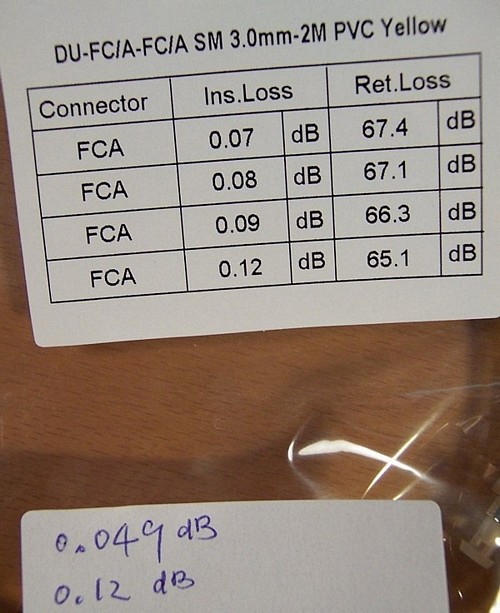 DU-FC/A-FC/A SM 3.0mm-2M PVC Yellow
Connector Ins.Loss Ret.Loss
FCA 0.07 dB 67.4 dB
FCA 0.08 dB 67.1 dB
FCA 0.09 dB 66.3 dB
FCA 0.12 dB 65.1 dB
0.049 dB
0.12 dB